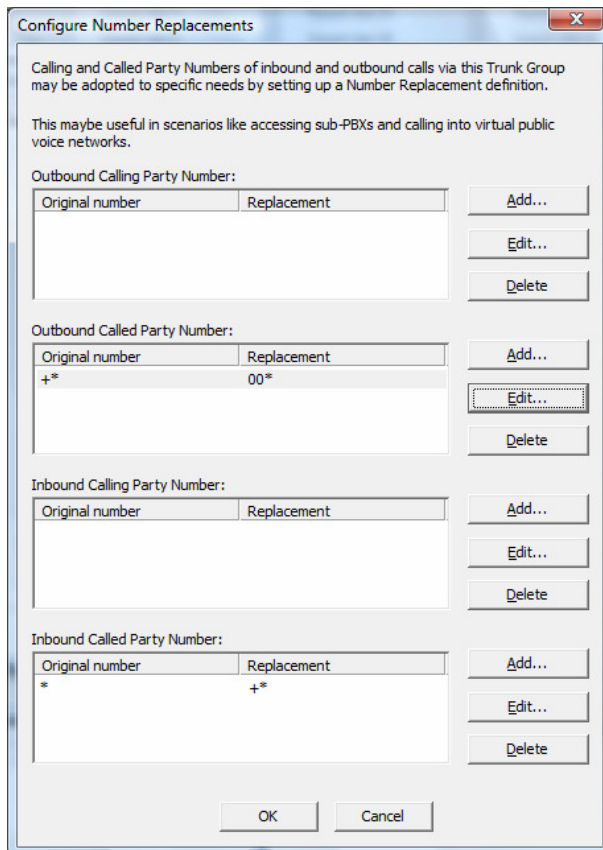 Configure Number Replacements
Calling and Called Party Numbers of inbound and outbound calls via this Trunk Group
may be adopted to specific needs by setting up a Number Replacement definition.
This maybe useful in scenarios like accessing sub-PBXs and calling into virtual public
voice networks.
Outbound Calling Party Number:
Original number Replacement
Add...
Edit...
Delete
Outbound Called Party Number:
Original number Replacement
+* 00*
Add...
Edit...
Delete
Inbound Calling Party Number:
Original number Replacement
Add...
Edit...
Delete
Inbound Called Party Number:
Original number Replacement
* +*
Add...
Edit...
Delete
OK Cancel